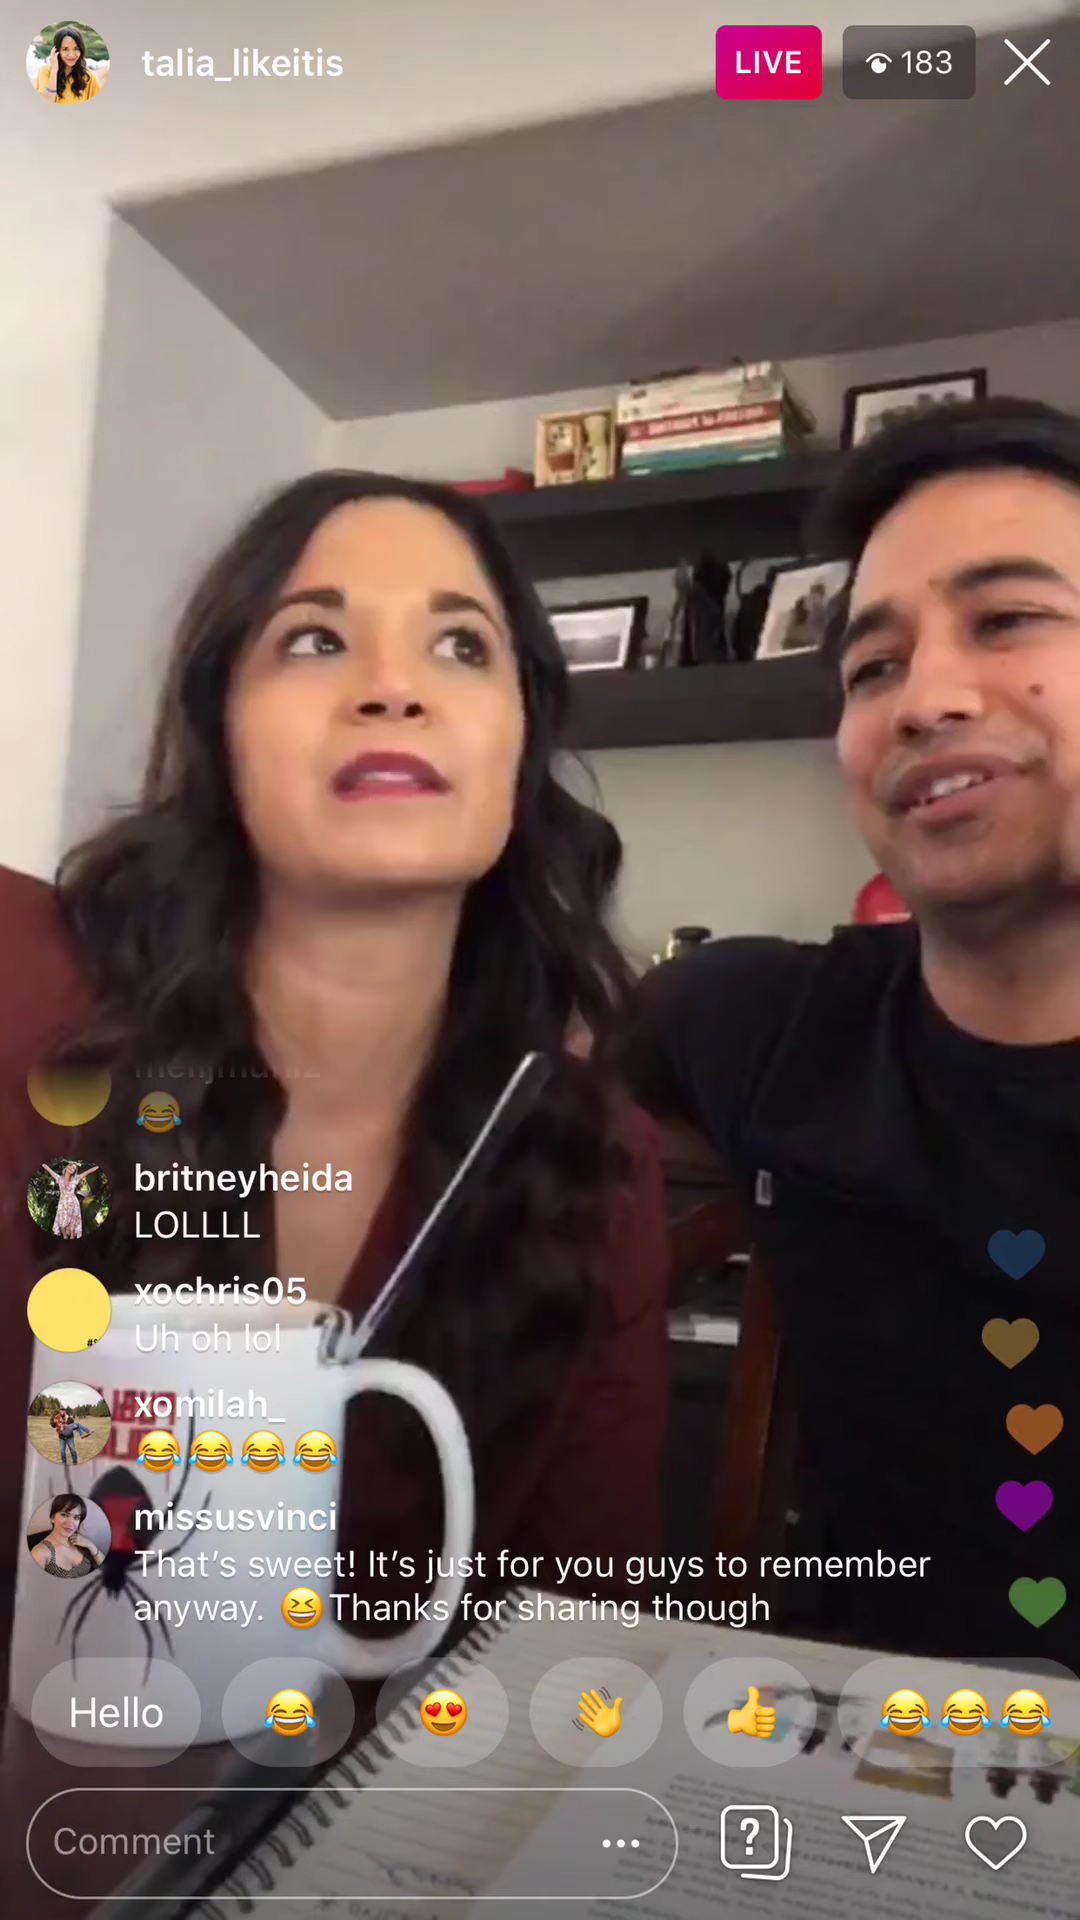 talia_likeitis
LIVE
183
😂
britneyheida
LOLLLL
xochris05
Uh oh lol
xomilah_
😂😂😂😂
missusvinci
That's sweet! It's just for you guys to remember
anyway. 😆Thanks for sharing though
Hello 😂 😍 👋 👍 😂😂😂
Comment